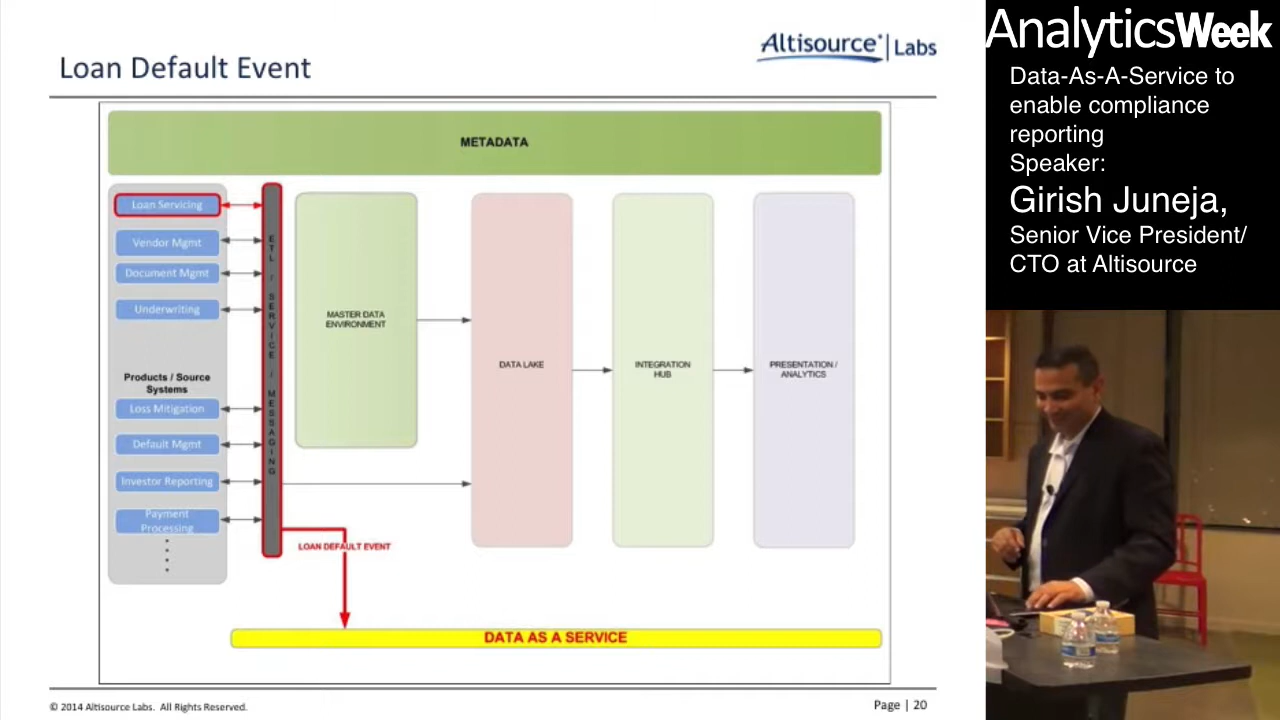 Loan Default Event
Altisource® Labs
METADATA
Loan Servicing
Vendor Mgmt
Document Mgmt
Underwriting
Products / Source
Systems
Loss Mitigation
Default Mgmt
Investor Reporting
Payment
Processing
ETL / SERVICE / MESSAGING
MASTER DATA
ENVIRONMENT
DATA LAKE
INTEGRATION
HUB
PRESENTATION /
ANALYTICS
LOAN DEFAULT EVENT
DATA AS A SERVICE
© 2014 Altisource Labs. All Rights Reserved.
Page | 20
AnalyticsWeek
Data-As-A-Service to
enable compliance
reporting
Speaker:
Girish Juneja,
Senior Vice President/
CTO at Altisource